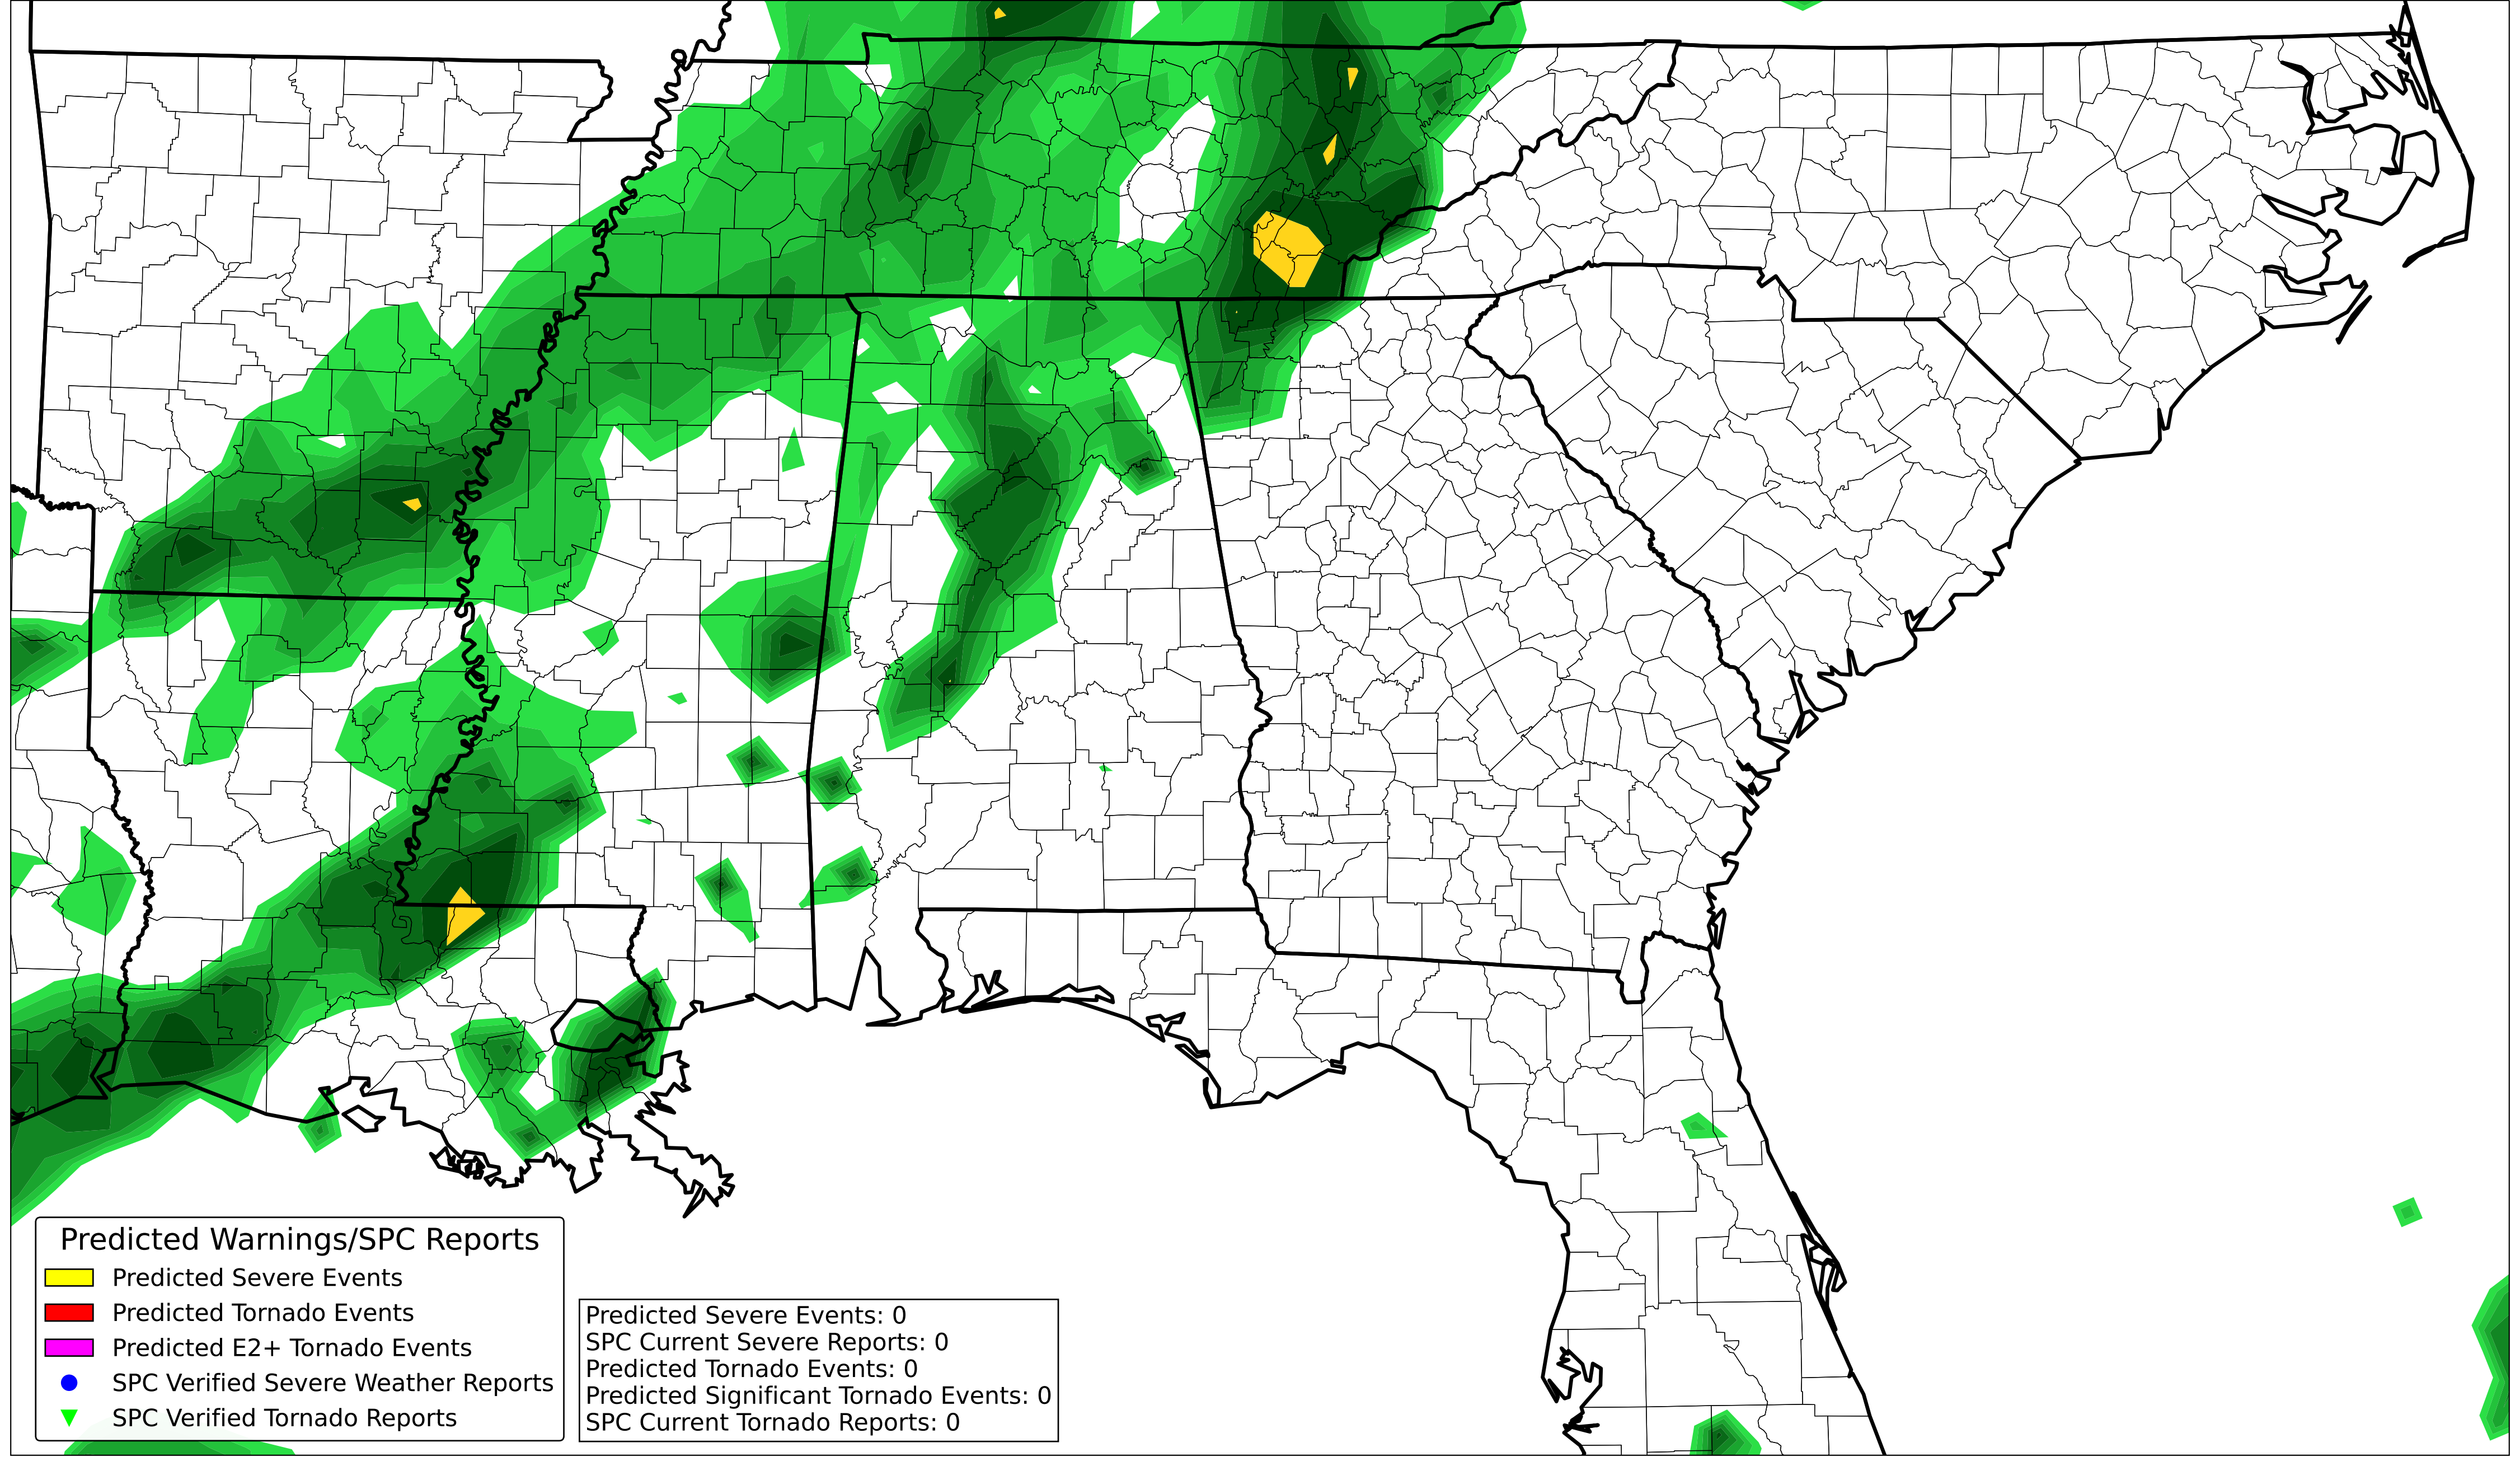 Predicted Warnings/SPC Reports
Predicted Severe Events
Predicted Tornado Events
Predicted E2+ Tornado Events
SPC Verified Severe Weather Reports
SPC Verified Tornado Reports
Predicted Severe Events: 0
SPC Current Severe Reports: 0
Predicted Tornado Events: 0
Predicted Significant Tornado Events: 0
SPC Current Tornado Reports: 0